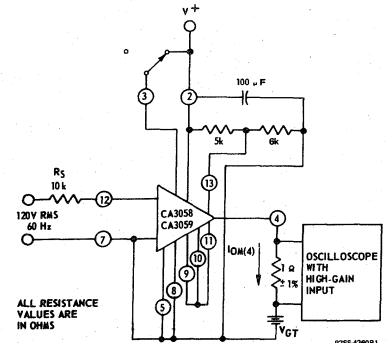 V+
100 μF
3
2
5k
6k
RS
10 k
13
12
CA3058
CA3059
4
120V RMS
60 Hz
7
11
10
9
8
5
IOM(4)
1 Ω
± 1%
OSCILLOSCOPE
WITH
HIGH-GAIN
INPUT
ALL RESISTANCE
VALUES ARE
IN OHMS
VGT